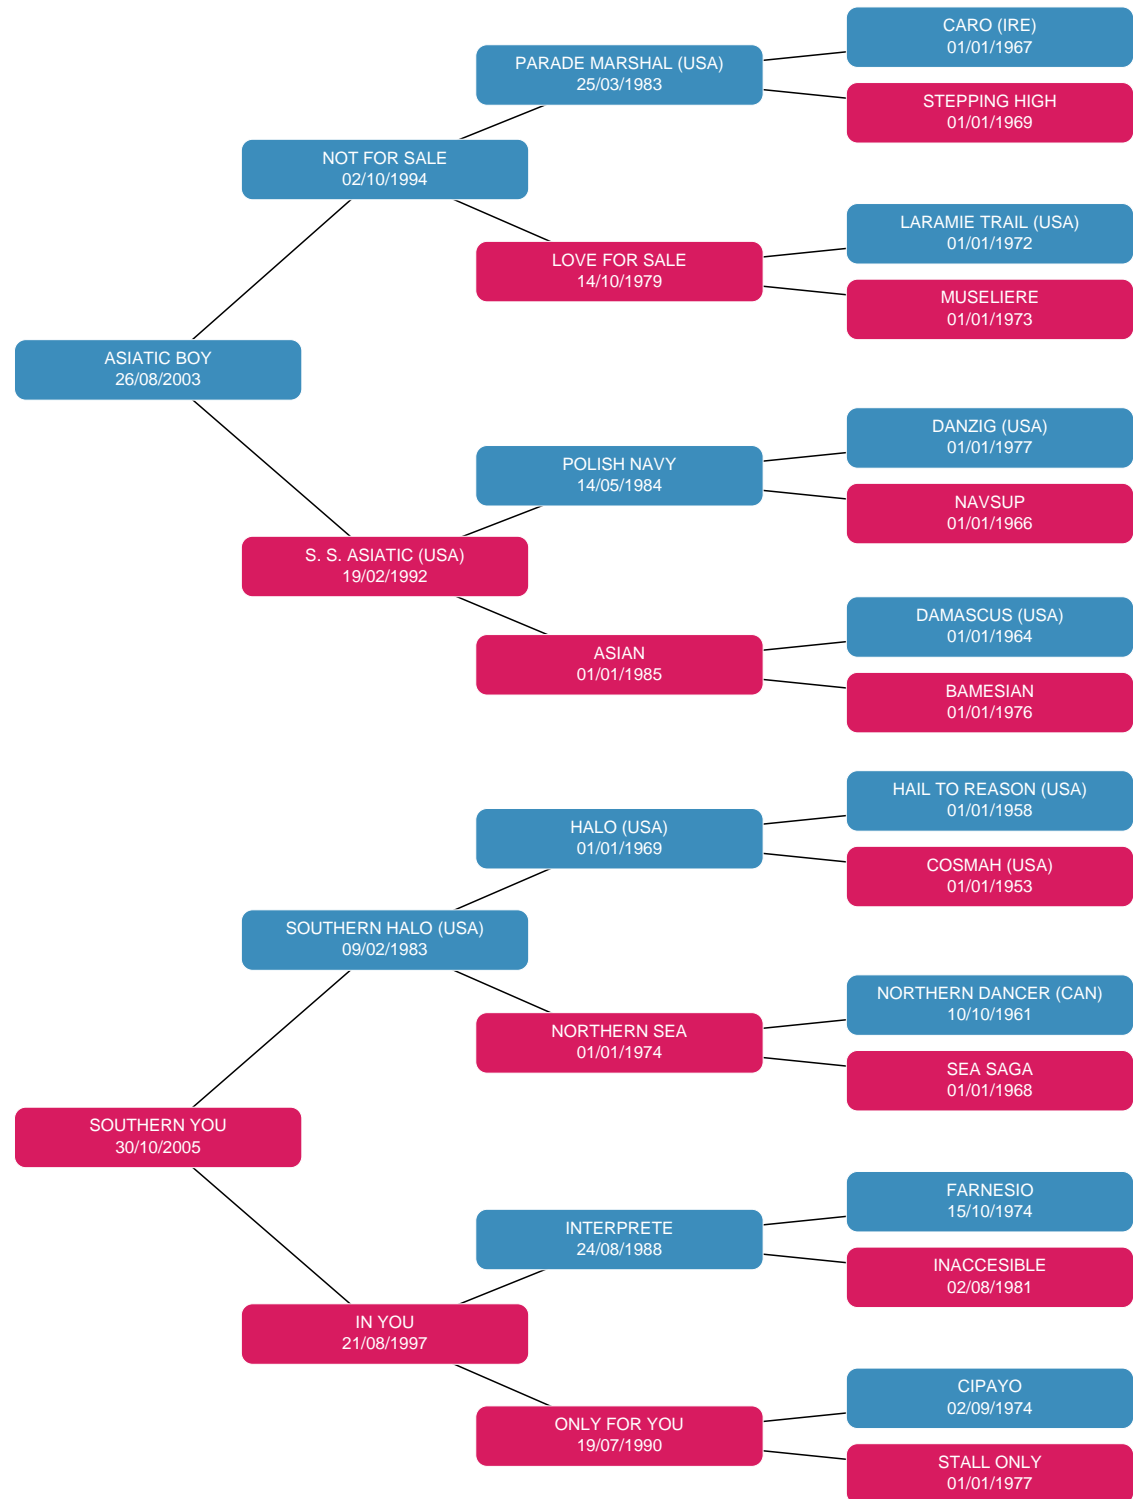 CARO (IRE)
01/01/1967
PARADE MARSHAL (USA)
25/03/1983
STEPPING HIGH
01/01/1969
NOT FOR SALE
02/10/1994
LARAMIE TRAIL (USA)
01/01/1972
LOVE FOR SALE
14/10/1979
MUSELIERE
01/01/1973
ASIATIC BOY
26/08/2003
DANZIG (USA)
01/01/1977
POLISH NAVY
14/05/1984
NAVSUP
01/01/1966
S. S. ASIATIC (USA)
19/02/1992
DAMASCUS (USA)
01/01/1964
ASIAN
01/01/1985
BAMESIAN
01/01/1976
HAIL TO REASON (USA)
01/01/1958
HALO (USA)
01/01/1969
COSMAH (USA)
01/01/1953
SOUTHERN HALO (USA)
09/02/1983
NORTHERN DANCER (CAN)
10/10/1961
NORTHERN SEA
01/01/1974
SEA SAGA
01/01/1968
SOUTHERN YOU
30/10/2005
FARNESIO
15/10/1974
INTERPRETE
24/08/1988
INACCESIBLE
02/08/1981
IN YOU
21/08/1997
CIPAYO
02/09/1974
ONLY FOR YOU
19/07/1990
STALL ONLY
01/01/1977